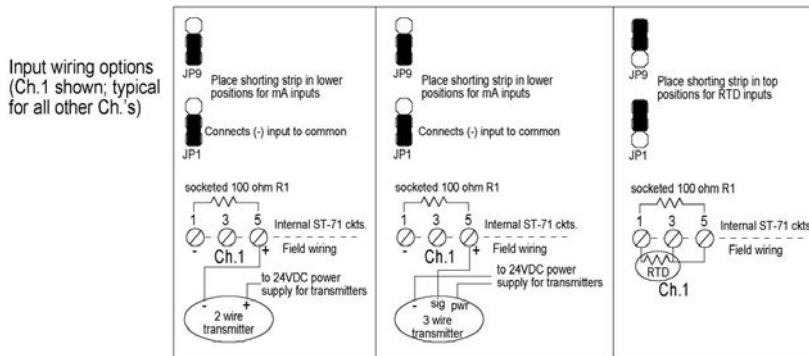 Input wiring options
(Ch.1 shown; typical
for all other Ch.'s)
JP9
Place shorting strip in lower
positions for mA inputs
Connects (-) input to common
JP1
socketed 100 ohm R1
1 3 5
Internal ST-71 ckts.
- +
Field wiring
Ch.1
to 24VDC power
supply for transmitters
- +
2 wire
transmitter
JP9
Place shorting strip in lower
positions for mA inputs
Connects (-) input to common
JP1
socketed 100 ohm R1
1 3 5
Internal ST-71 ckts.
- +
Field wiring
Ch.1
to 24VDC power
supply for transmitters
- sig pwr
3 wire
transmitter
JP9
Place shorting strip in top
positions for RTD inputs
JP1
socketed 100 ohm R1
1 3 5
Internal ST-71 ckts.
Field wiring
RTD
Ch.1